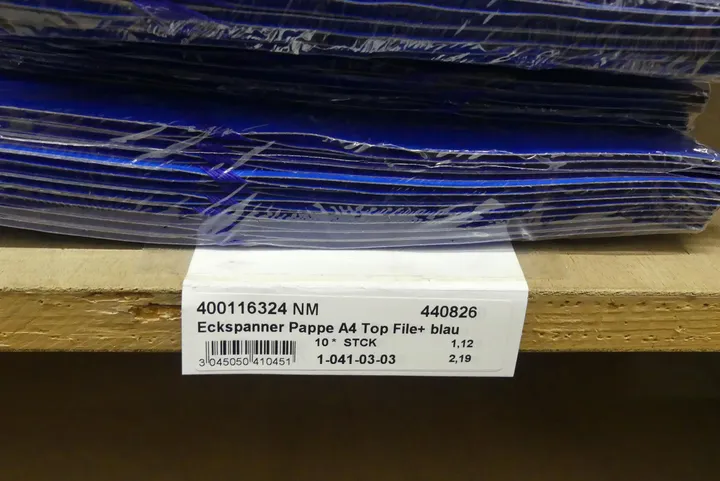 400116324 NM 440826
Eckspanner Pappe A4 Top File+ blau
10 * STCK 1,12
3 045050 410451 1-041-03-03 2,19